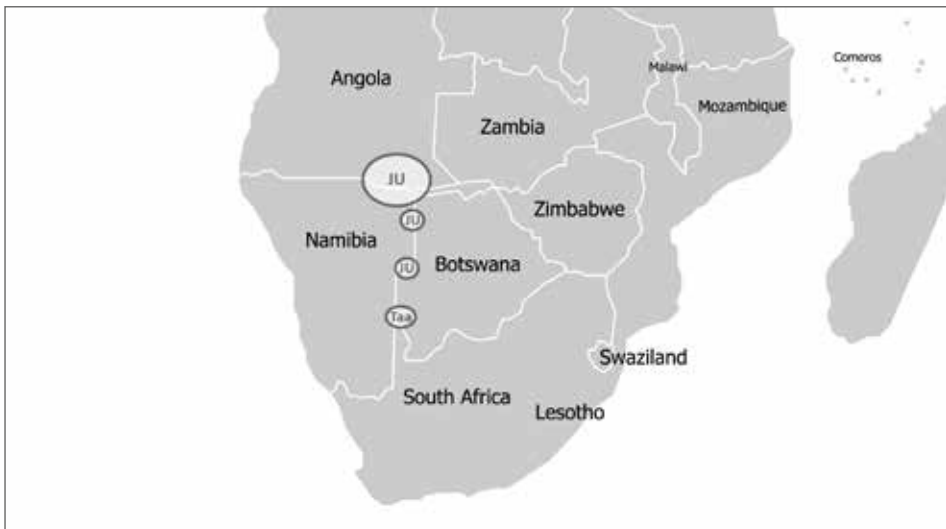 Comoros
Malawi
Angola
Mozambique
Zambia
JU
Zimbabwe
JU
Namibia
Botswana
JU
Taa
Swaziland
South Africa
Lesotho